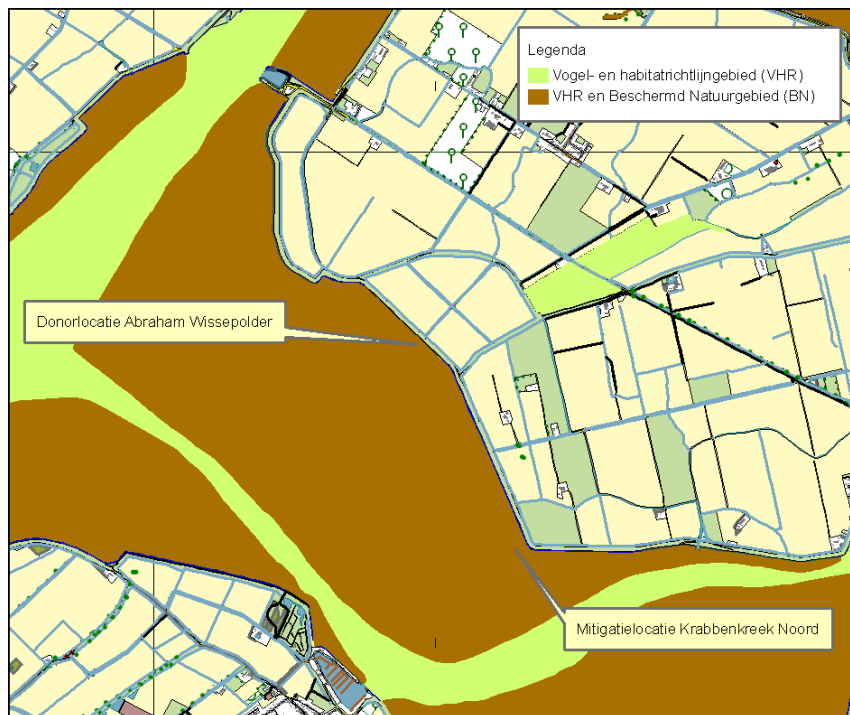 Legenda
Vogel- en habitatrichtlijngebied (VHR)
VHR en Beschermd Natuurgebied (BN)
Donorlocatie Abraham Wissepolder
Mitigatielocatie Krabbenkreek Noord